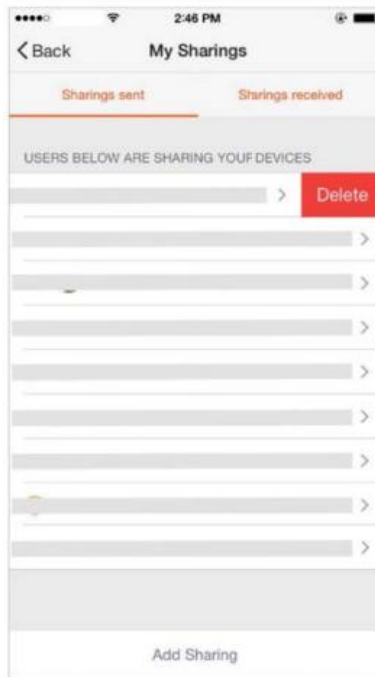 2:46 PM
Back My Sharings
Sharings sent Sharings received
USERS BELOW ARE SHARING YOUR DEVICES
Delete
Add Sharing